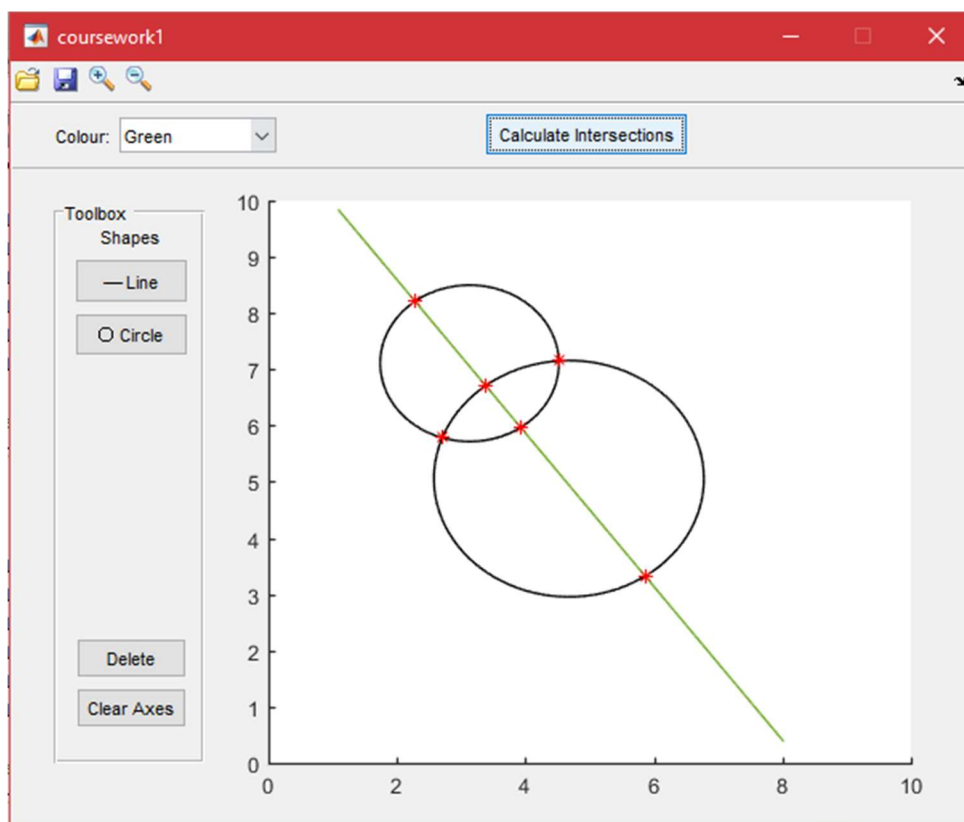 coursework1
Colour: Green
Calculate Intersections
Toolbox
Shapes
Line
Circle
Delete
Clear Axes
10
9
8
7
6
5
4
3
2
1
0
0 2 4 6 8 10